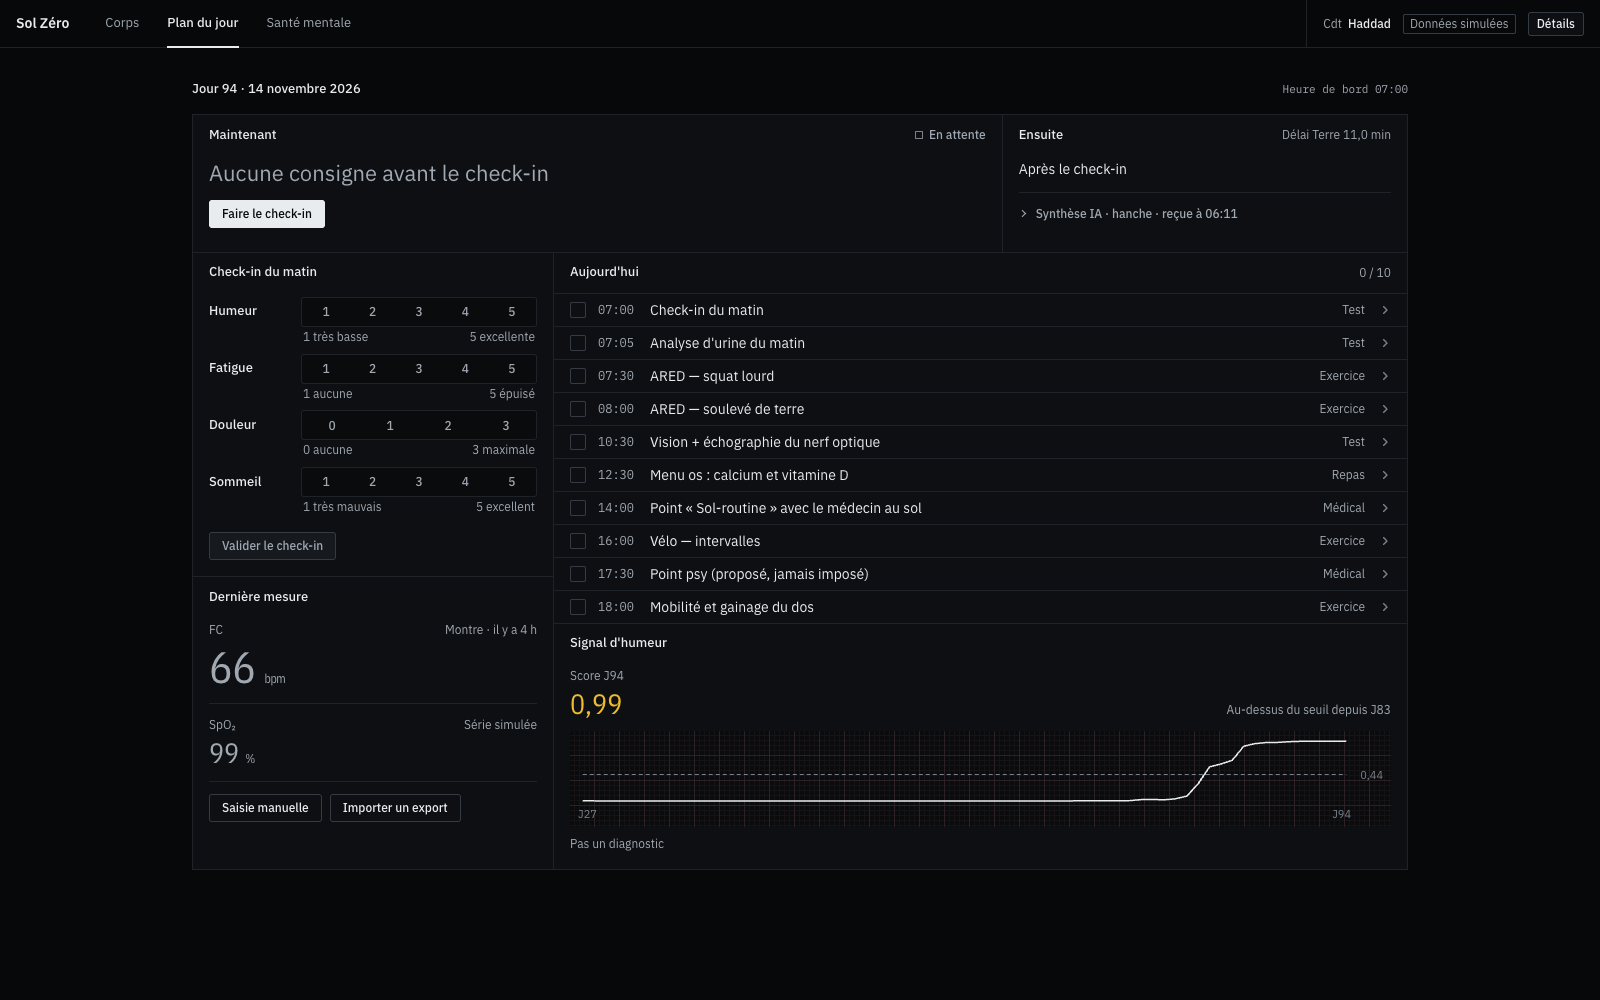 Sol Zéro
Corps
Plan du jour
Santé mentale
Cdt Haddad
Données simulées
Détails
Jour 94 · 14 novembre 2026
Heure de bord 07:00
Maintenant
En attente
Aucune consigne avant le check-in
Faire le check-in
Ensuite
Délai Terre 11,0 min
Après le check-in
Synthèse IA · hanche · reçue à 06:11
Check-in du matin
Humeur
1 2 3 4 5
1 très basse
5 excellente
Fatigue
1 2 3 4 5
1 aucune
5 épuisé
Douleur
0 1 2 3
0 aucune
3 maximale
Sommeil
1 2 3 4 5
1 très mauvais
5 excellent
Valider le check-in
Dernière mesure
FC
Montre · il y a 4 h
66 bpm
SpO₂
Série simulée
99 %
Saisie manuelle
Importer un export
Aujourd'hui
0 / 10
07:00 Check-in du matin Test
07:05 Analyse d'urine du matin Test
07:30 ARED — squat lourd Exercice
08:00 ARED — soulevé de terre Exercice
10:30 Vision + échographie du nerf optique Test
12:30 Menu os : calcium et vitamine D Repas
14:00 Point « Sol-routine » avec le médecin au sol Médical
16:00 Vélo — intervalles Exercice
17:30 Point psy (proposé, jamais imposé) Médical
18:00 Mobilité et gainage du dos Exercice
Signal d'humeur
Score J94
0,99
Au-dessus du seuil depuis J83
0,44
J27
J94
Pas un diagnostic